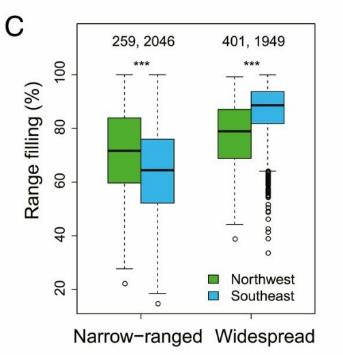 C
259, 2046 401, 1949
*** ***
Range filling (%)
100
80
60
40
20
Northwest
Southeast
Narrow−ranged Widespread